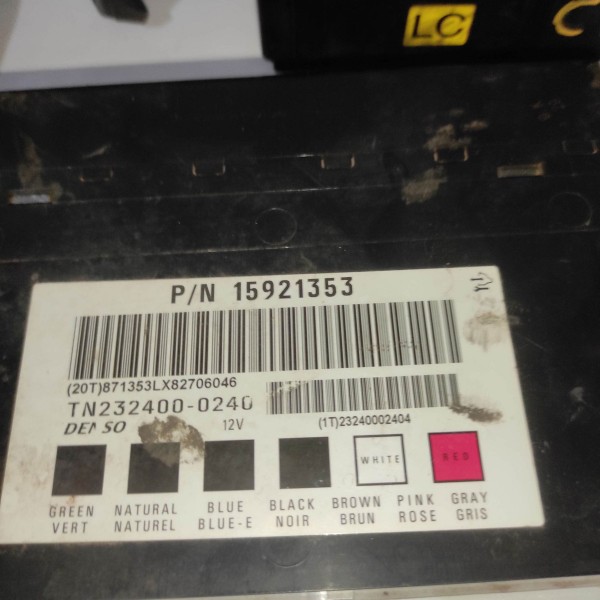 LC
P/N 15921353
(20T)871353LX82706046
TN232400-0240
(1T)23240002404
DENSO
12V
WHITE
RED
GREEN NATURAL BLUE BLACK BROWN PINK GRAY
VERT NATUREL BLUE-E NOIR BRUN ROSE GRIS